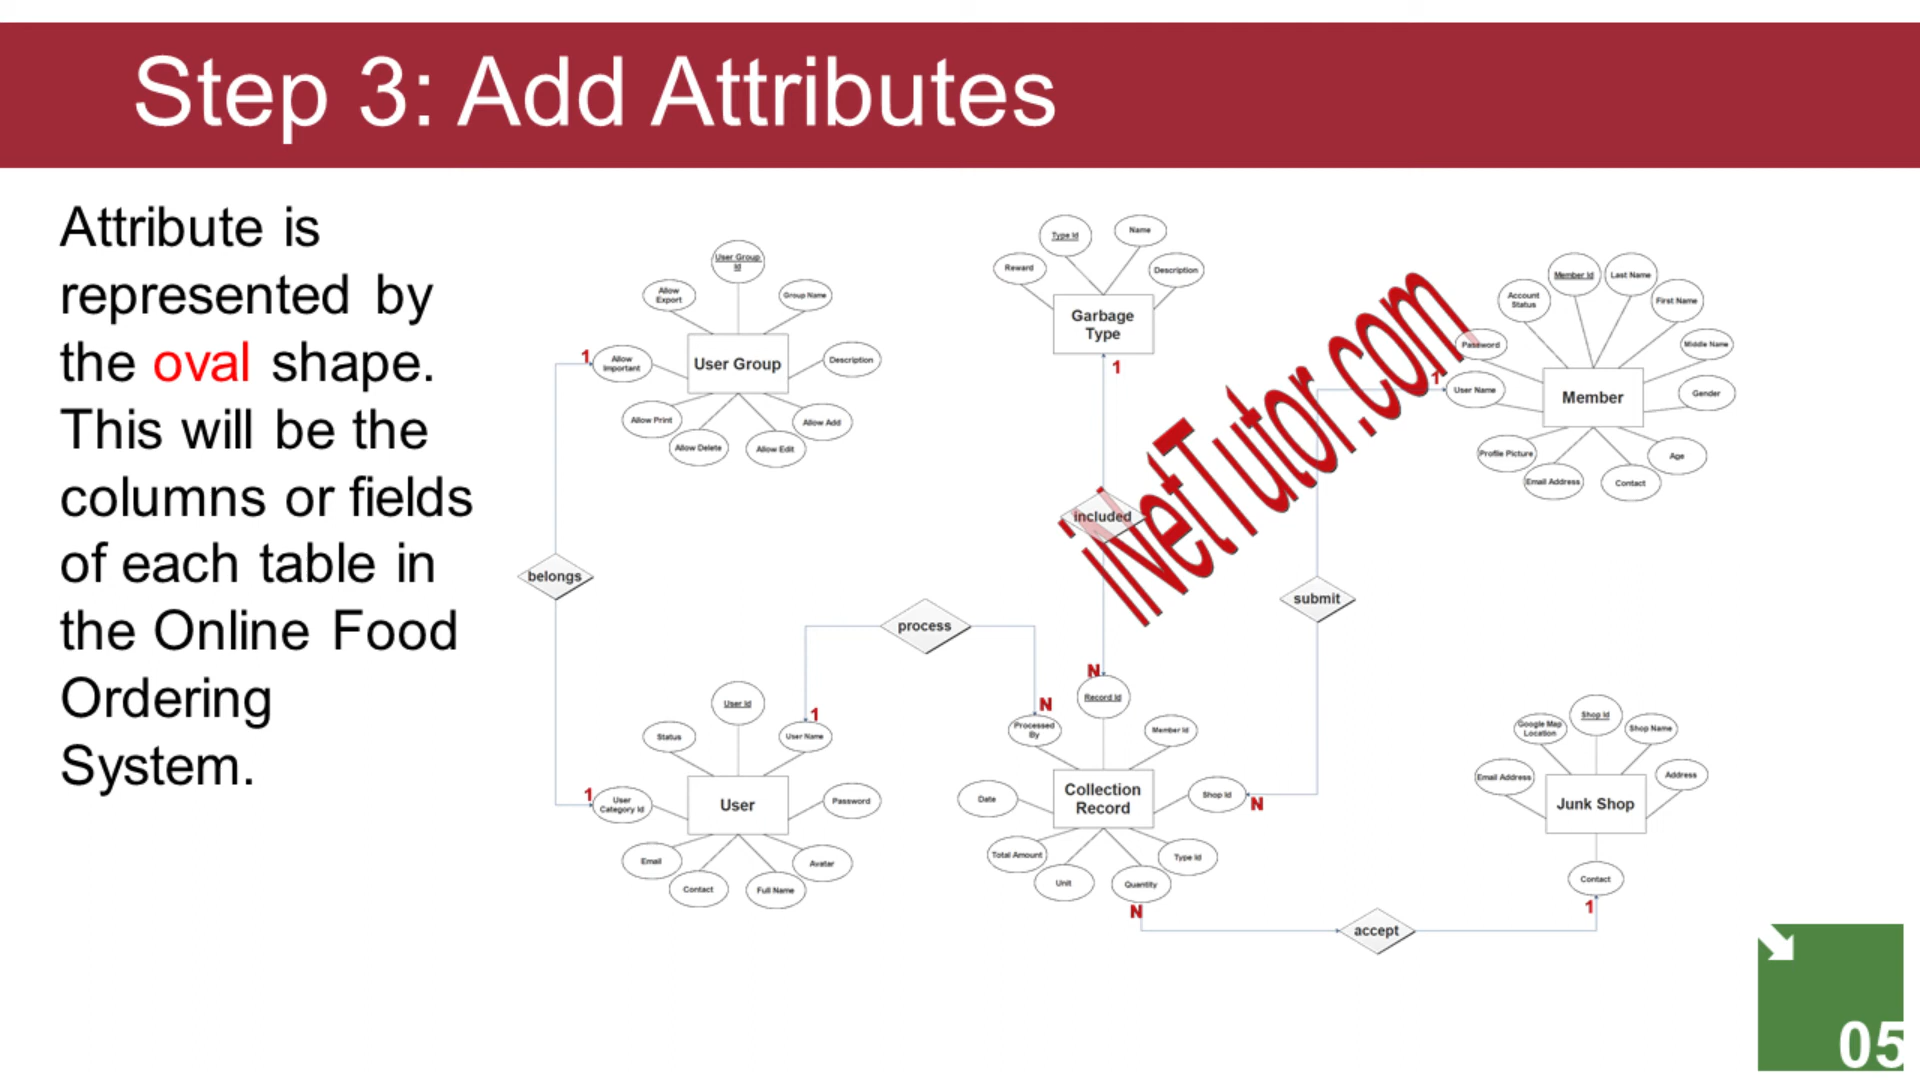 Step 3: Add Attributes
Attribute is
represented by
the oval shape.
This will be the
columns or fields
of each table in
the Online Food
Ordering
System.
User Group
Id
Allow
Export
Group Name
1
Allow
Important
User Group
Description
Allow Print
Allow Add
Allow Delete
Allow Edit
Type Id
Name
Reward
Description
Garbage
Type
1
Member Id
Last Name
Account
Status
First Name
Password
Middle Name
1
User Name
Member
Gender
Profile Picture
Age
Email Address
Contact
iNetTutor.com
included
belongs
submit
process
User Id
Status
1
User Name
1
User
Category Id
User
Password
Email
Avatar
Contact
Full Name
N
Record Id
N
Processed
By
Member Id
Date
Collection
Record
Shop Id
N
Total Amount
Type Id
Unit
Quantity
N
Google Map
Location
Shop Id
Shop Name
Email Address
Address
Junk Shop
Contact
1
accept
05